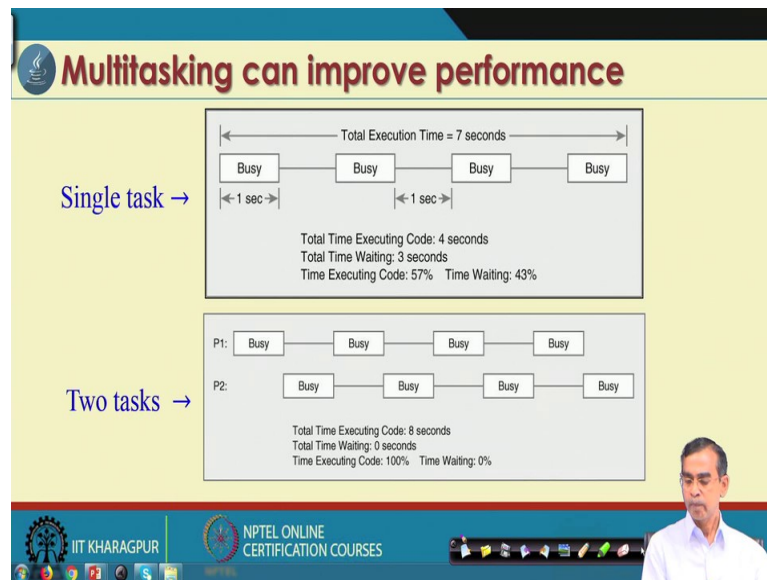 Multitasking can improve performance
Single task →
Total Execution Time = 7 seconds
Busy Busy Busy Busy
1 sec 1 sec
Total Time Executing Code: 4 seconds
Total Time Waiting: 3 seconds
Time Executing Code: 57% Time Waiting: 43%
Two tasks →
P1: Busy Busy Busy Busy
P2: Busy Busy Busy Busy
Total Time Executing Code: 8 seconds
Total Time Waiting: 0 seconds
Time Executing Code: 100% Time Waiting: 0%
IIT KHARAGPUR
NPTEL ONLINE
CERTIFICATION COURSES